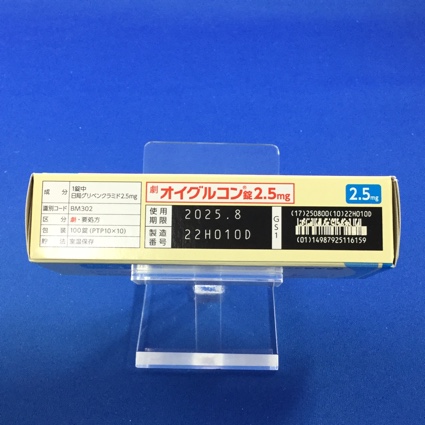 成分 1錠中
日局グリベンクラミド2.5mg
識別コード BM302
区分 劇・要処方
包装 100錠(PTP10×10)
貯法 室温保存
劇 オイグルコン®錠2.5mg
使用期限 2025.8
製造番号 22H010D
GS1
2.5mg
(17)250800(10)22H010D
(01)14987925116159